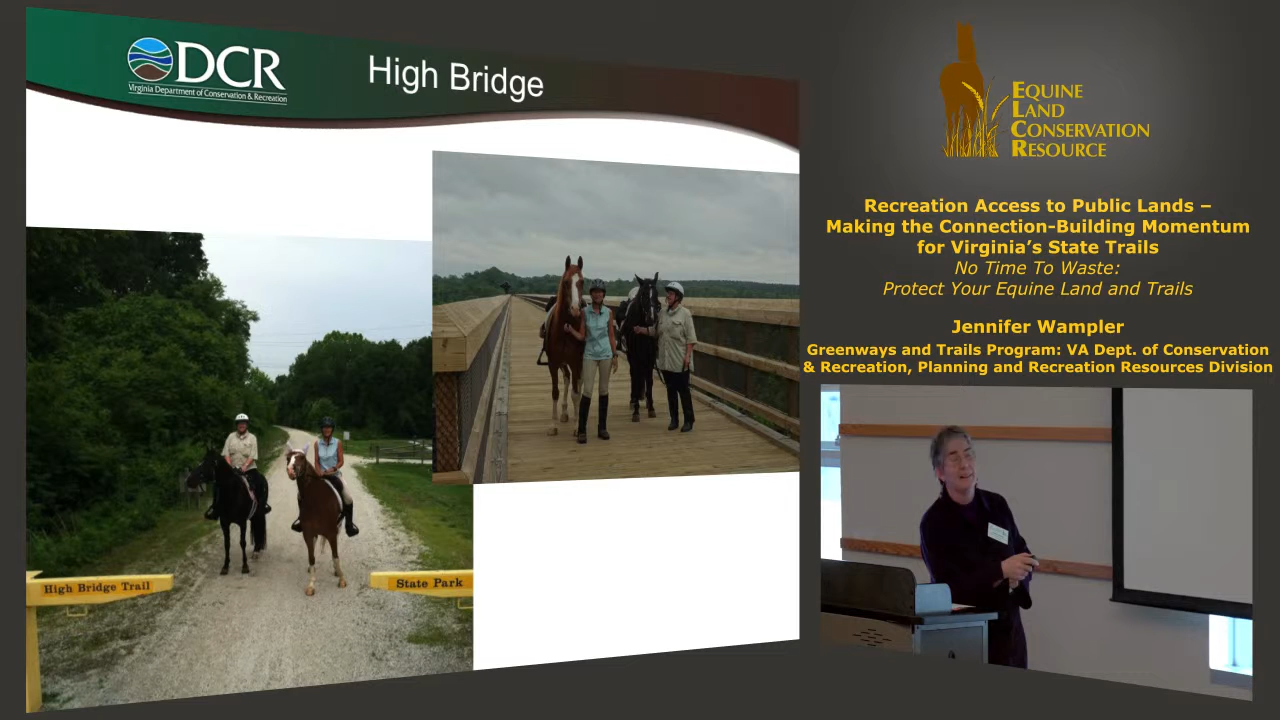 DCR
Virginia Department of Conservation & Recreation
High Bridge
High Bridge Trail
State Park
EQUINE
LAND
CONSERVATION
RESOURCE
Recreation Access to Public Lands –
Making the Connection-Building Momentum
for Virginia's State Trails
No Time To Waste:
Protect Your Equine Land and Trails
Jennifer Wampler
Greenways and Trails Program: VA Dept. of Conservation
& Recreation, Planning and Recreation Resources Division